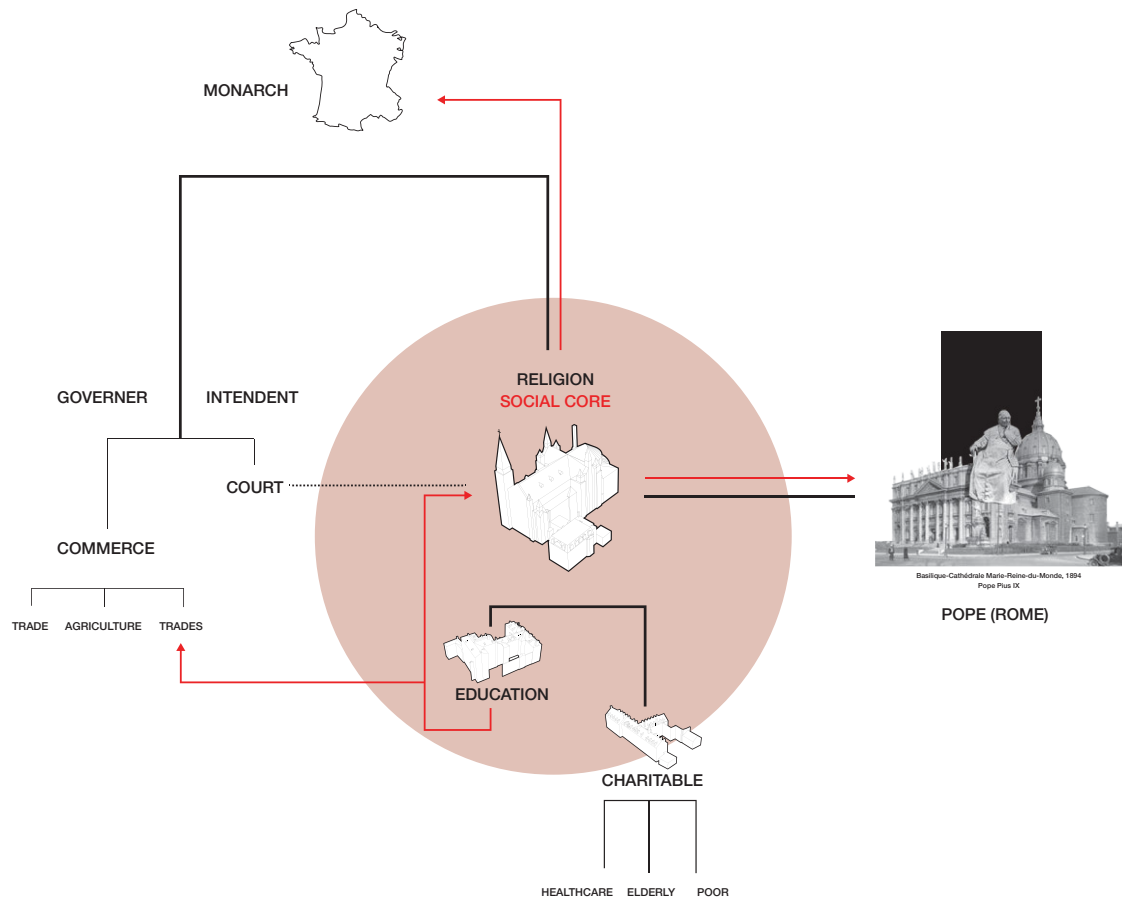 MONARCH
RELIGION
SOCIAL CORE
GOVERNER
INTENDENT
COURT
COMMERCE
TRADE
AGRICULTURE
TRADES
EDUCATION
CHARITABLE
HEALTHCARE
ELDERLY
POOR
Basilique-Cathédrale Marie-Reine-du-Monde, 1894
Pope Pius IX
POPE (ROME)